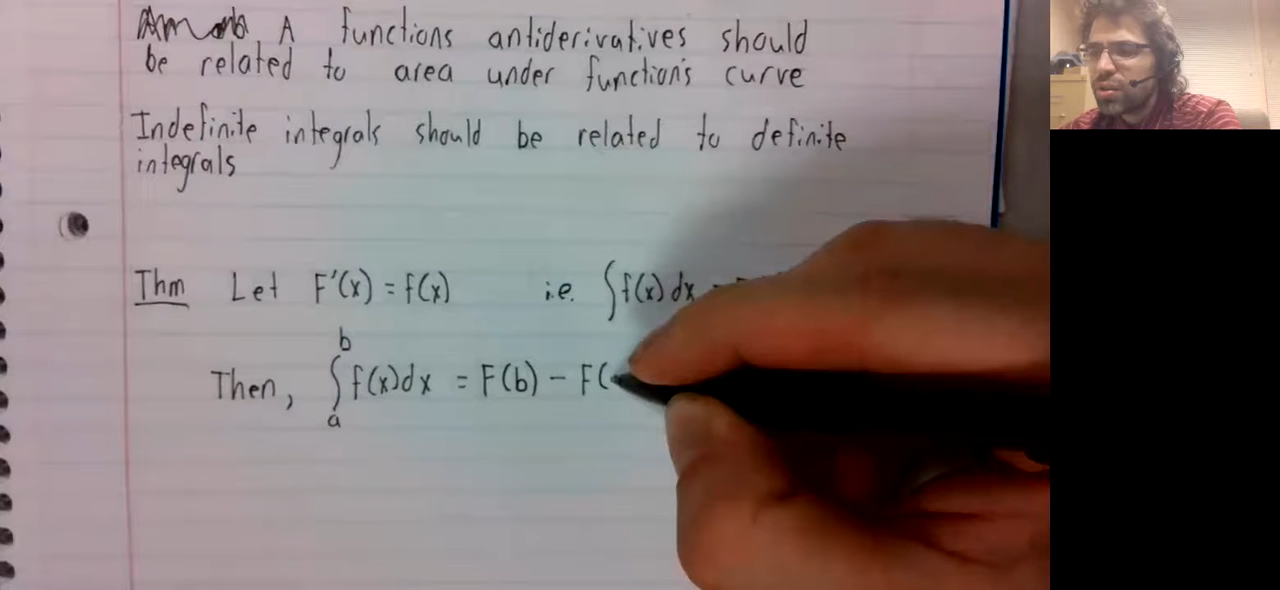 A functions antiderivatives should
be related to area under function's curve
Indefinite integrals should be related to definite
integrals
Thm Let F'(x) = f(x) i.e. ∫f(x) dx =
b
Then, ∫f(x)dx = F(b) - F(
a